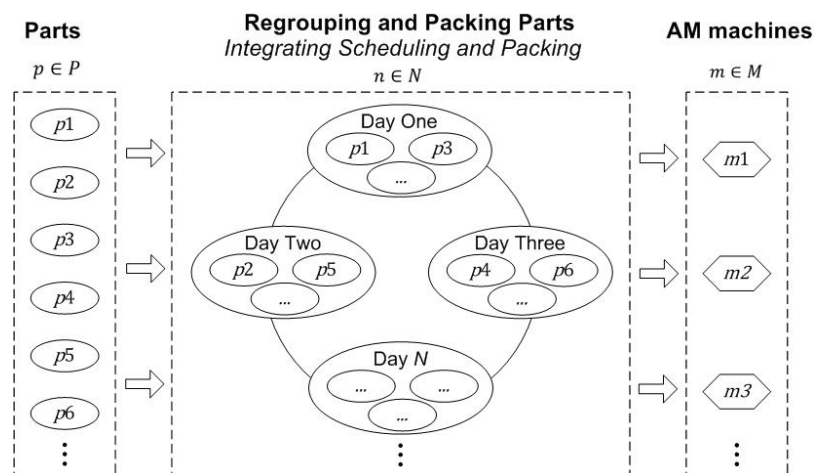 Parts
p ∈ P
p1
p2
p3
p4
p5
p6
⋮
Regrouping and Packing Parts
Integrating Scheduling and Packing
n ∈ N
Day One
p1 p3
...
Day Two
p2 p5
...
Day Three
p4 p6
...
Day N
... ...
...
⋮
AM machines
m ∈ M
m1
m2
m3
⋮